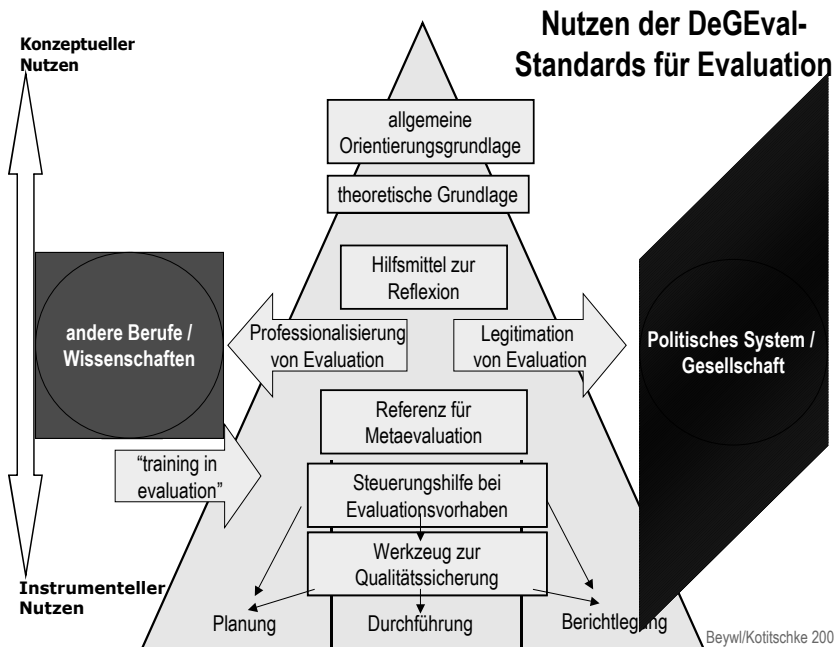 Nutzen der DeGEval-
Standards für Evaluation
Konzeptueller
Nutzen
allgemeine
Orientierungsgrundlage
theoretische Grundlage
Hilfsmittel zur
Reflexion
andere Berufe /
Wissenschaften
Professionalisierung
von Evaluation
Legitimation
von Evaluation
Politisches System /
Gesellschaft
Referenz für
Metaevaluation
“training in
evaluation”
Steuerungshilfe bei
Evaluationsvorhaben
Werkzeug zur
Qualitätssicherung
Instrumenteller
Nutzen
Planung
Durchführung
Berichtlegung
Beywl/Kotitschke 200